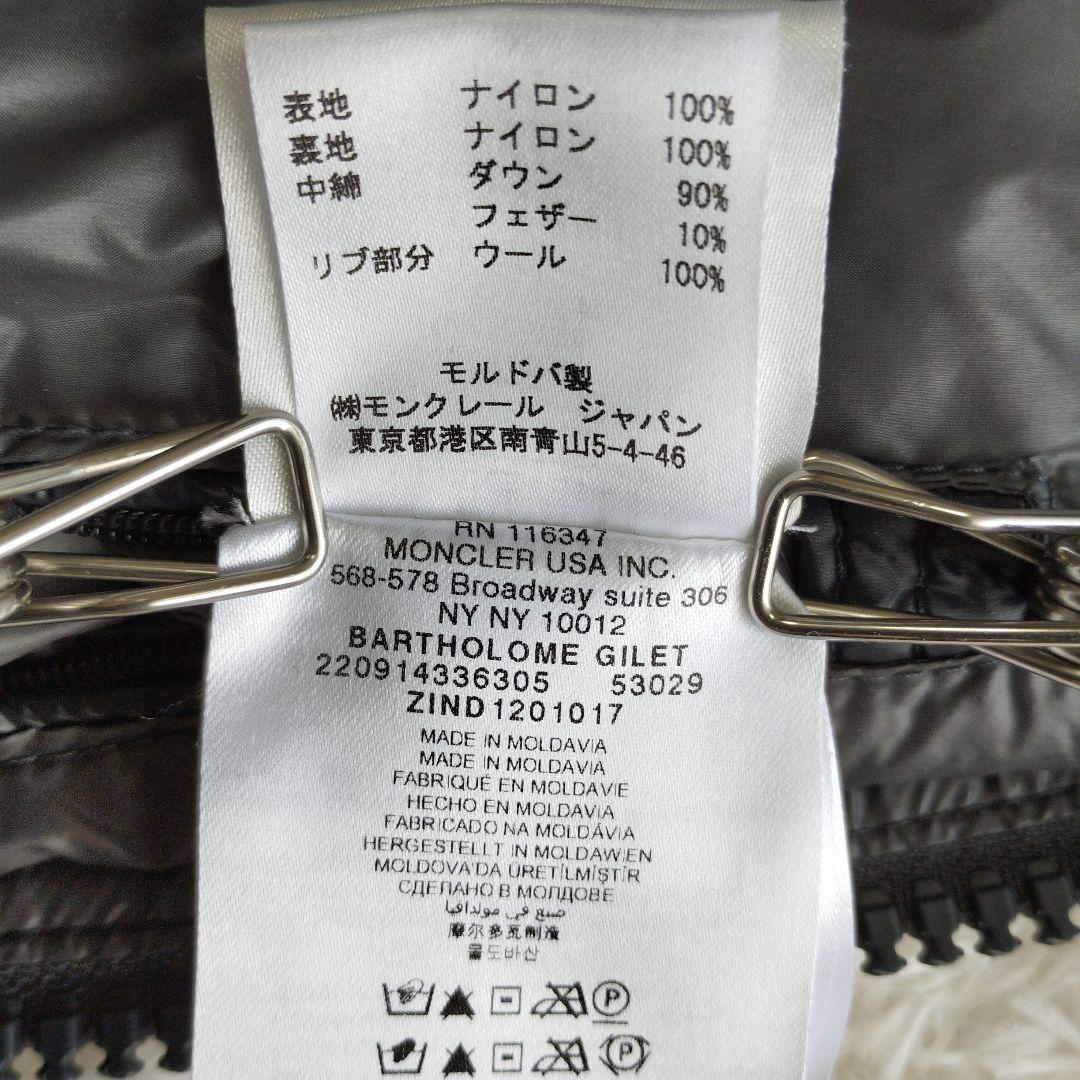 表地 ナイロン 100%
裏地 ナイロン 100%
中綿 ダウン 90%
フェザー 10%
リブ部分 ウール 100%
モルドバ製
㈱モンクレール ジャパン
東京都港区南青山5-4-46
RN 116347
MONCLER USA INC.
568-578 Broadway suite 306
NY NY 10012
BARTHOLOME GILET
220914336305 53029
ZIND1201017
MADE IN MOLDAVIA
MADE IN MOLDAVIA
FABRIQUÉ EN MOLDAVIE
HECHO EN MOLDAVIA
FABRICADO NA MOLDÁVIA
HERGESTELLT IN MOLDAWIEN
MOLDOVA'DA ÜRETİLMİŞTİR
СДЕЛАНО В МОЛДОВЕ
صنع في مولدافيا
摩尔多瓦制造
몰도바산
P
P